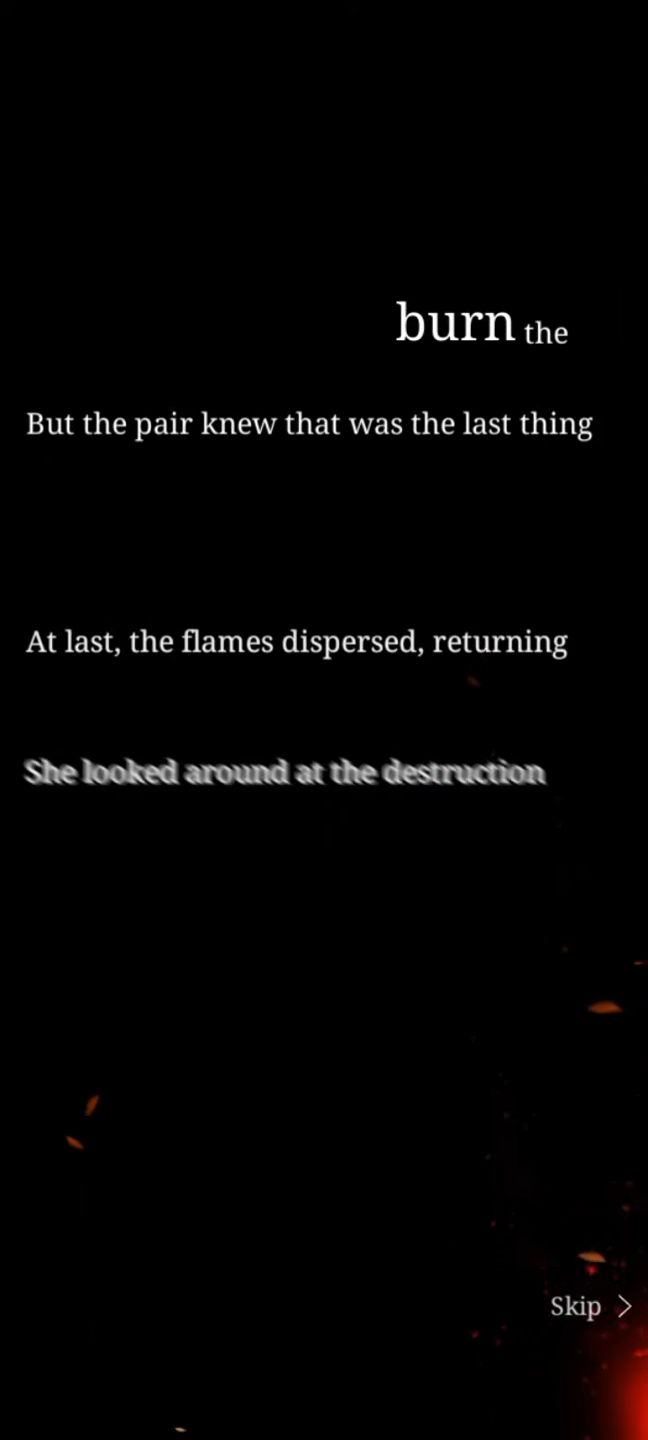 burn the
But the pair knew that was the last thing
At last, the flames dispersed, returning
She looked around at the destruction
Skip